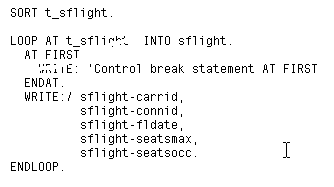 SORT t_sflight.
LOOP AT t_sflight INTO sflight.
AT FIRST
WRITE: 'Control break statement AT FIRST
ENDAT.
WRITE:/ sflight-carrid,
sflight-connid,
sflight-fldate,
sflight-seatsmax,
sflight-seatsocc.
ENDLOOP.